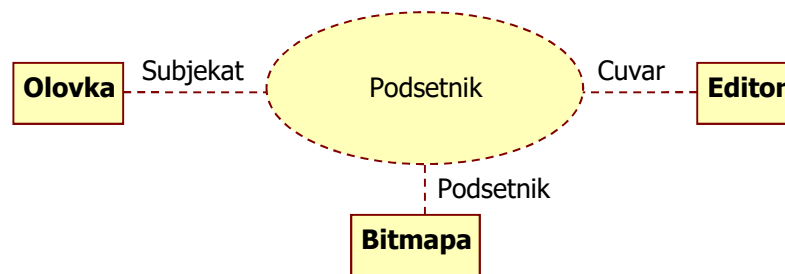 Subjekat
Cuvar
Olovka
Podsetnik
Editor
Podsetnik
Bitmapa